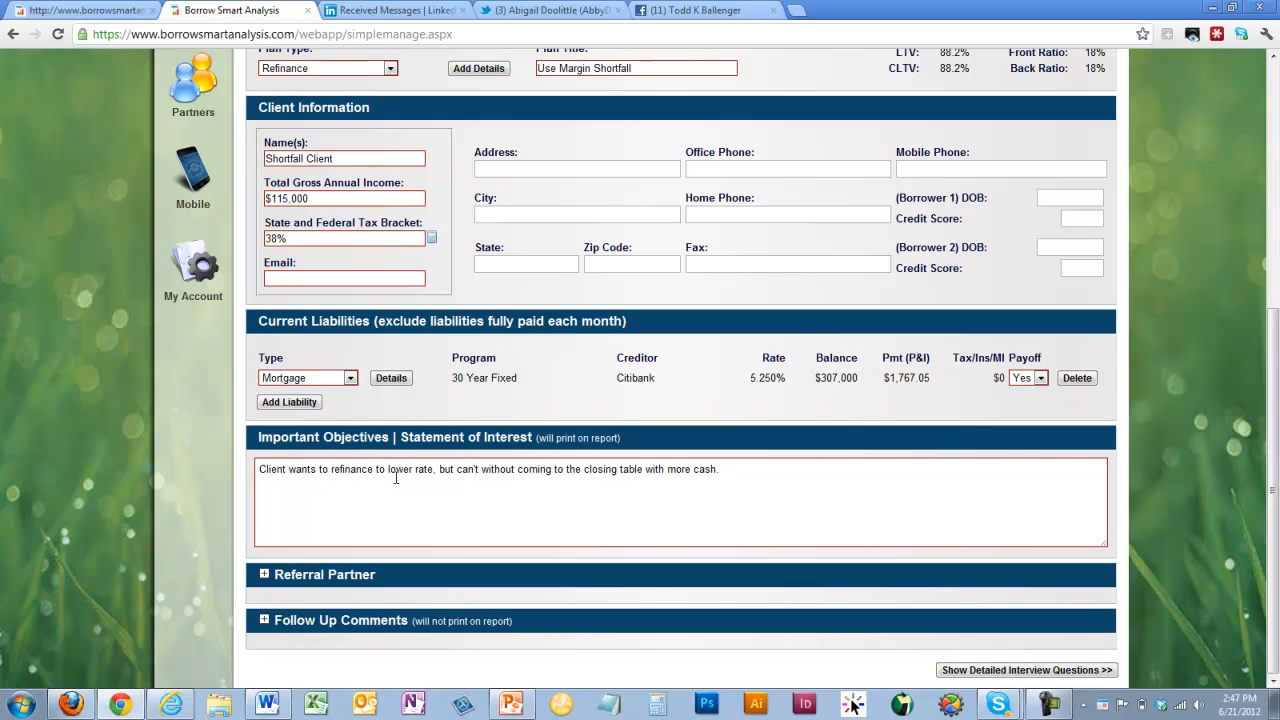 http://www.borrowsmartan
Borrow Smart Analysis
Received Messages | Linked
(3) Abigail Doolittle (AbbyD
(11) Todd K Ballenger
https://www.borrowsmartanalysis.com/webapp/simplemanage.aspx
Partners
Mobile
My Account
Plan Type:
Refinance
Add Details
Plan Title:
Use Margin Shortfall
LTV: 88.2% Front Ratio: 18%
CLTV: 88.2% Back Ratio: 18%
Client Information
Name(s):
Shortfall Client
Total Gross Annual Income:
$115,000
State and Federal Tax Bracket:
38%
Email:
Address: Office Phone: Mobile Phone:
City: Home Phone: (Borrower 1) DOB:
Credit Score:
State: Zip Code: Fax: (Borrower 2) DOB:
Credit Score:
Current Liabilities (exclude liabilities fully paid each month)
Type Program Creditor Rate Balance Pmt (P&I) Tax/Ins/MI Payoff
Mortgage Details 30 Year Fixed Citibank 5.250% $307,000 $1,767.05 $0 Yes Delete
Add Liability
Important Objectives | Statement of Interest (will print on report)
Client wants to refinance to lower rate, but can't without coming to the closing table with more cash.
Referral Partner
Follow Up Comments (will not print on report)
Show Detailed Interview Questions >>
2:47 PM
6/21/2012